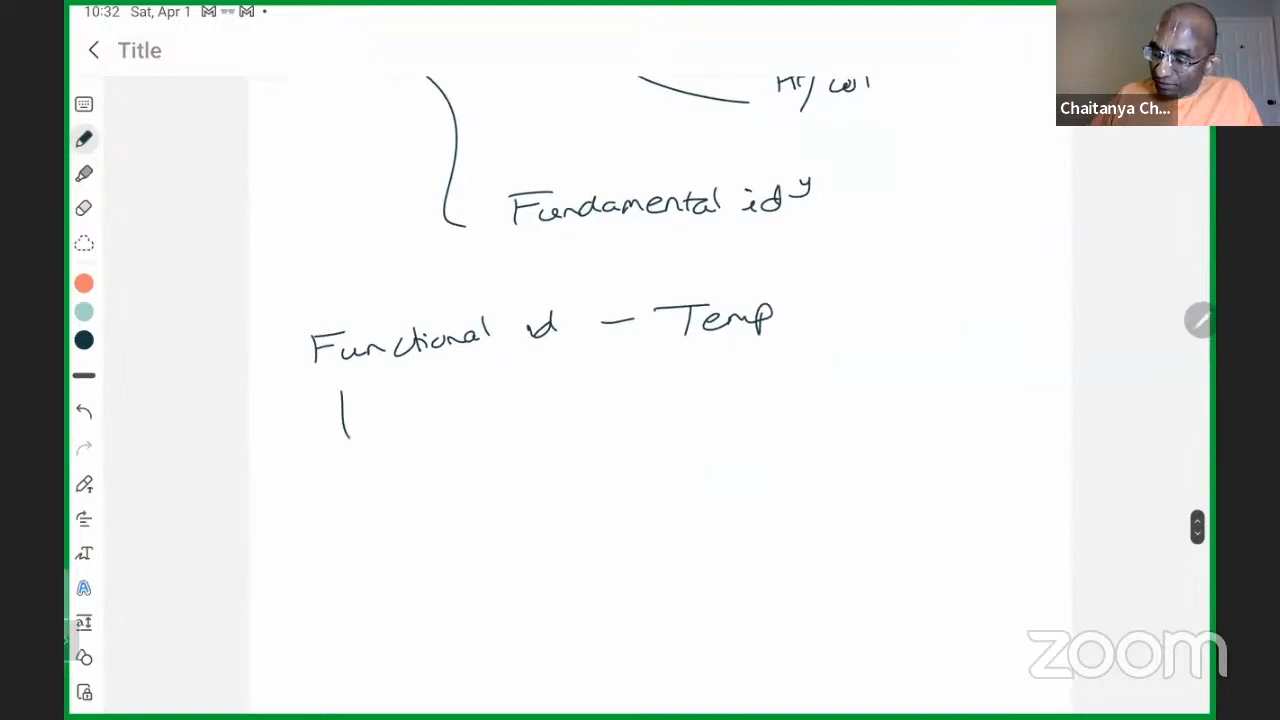 10:32 Sat, Apr 1
Title
Chaitanya Ch...
Fundamental idʸ
Functional id – Temp
zoom